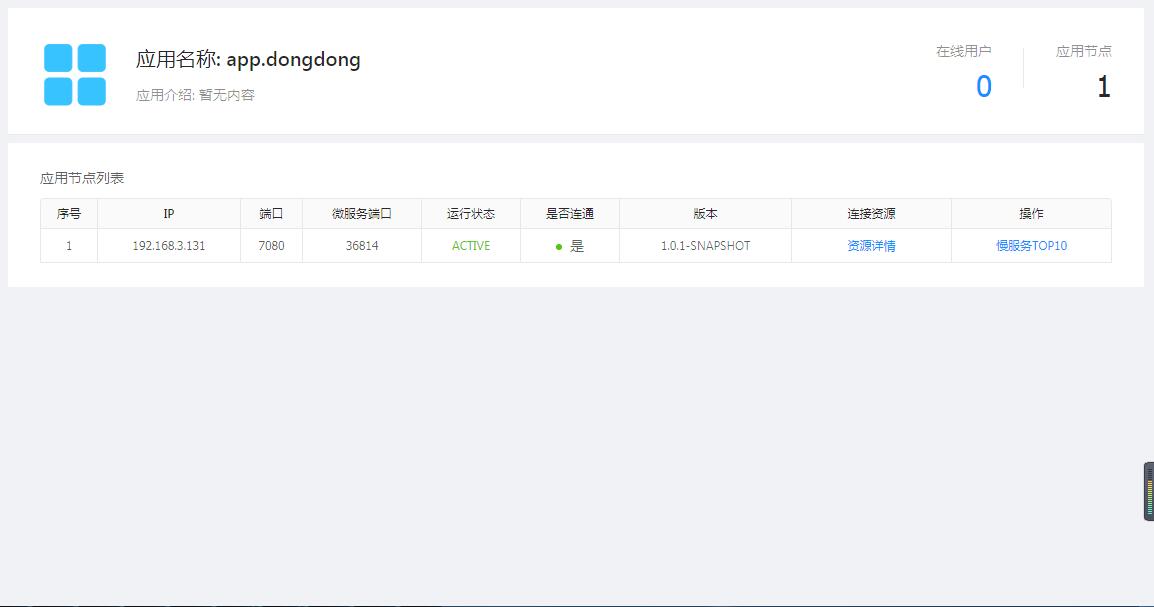 应用名称: app.dongdong
应用介绍: 暂无内容
在线用户 应用节点
0 1
应用节点列表
序号 IP 端口 微服务端口 运行状态 是否连通 版本 连接资源 操作
1 192.168.3.131 7080 36814 ACTIVE 是 1.0.1-SNAPSHOT 资源详情 慢服务TOP10